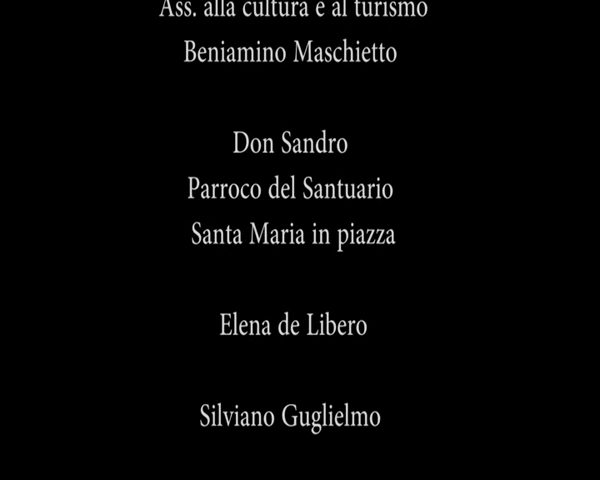 Ass. alla cultura e al turismo
Beniamino Maschietto
Don Sandro
Parroco del Santuario
Santa Maria in piazza
Elena de Libero
Silviano Guglielmo